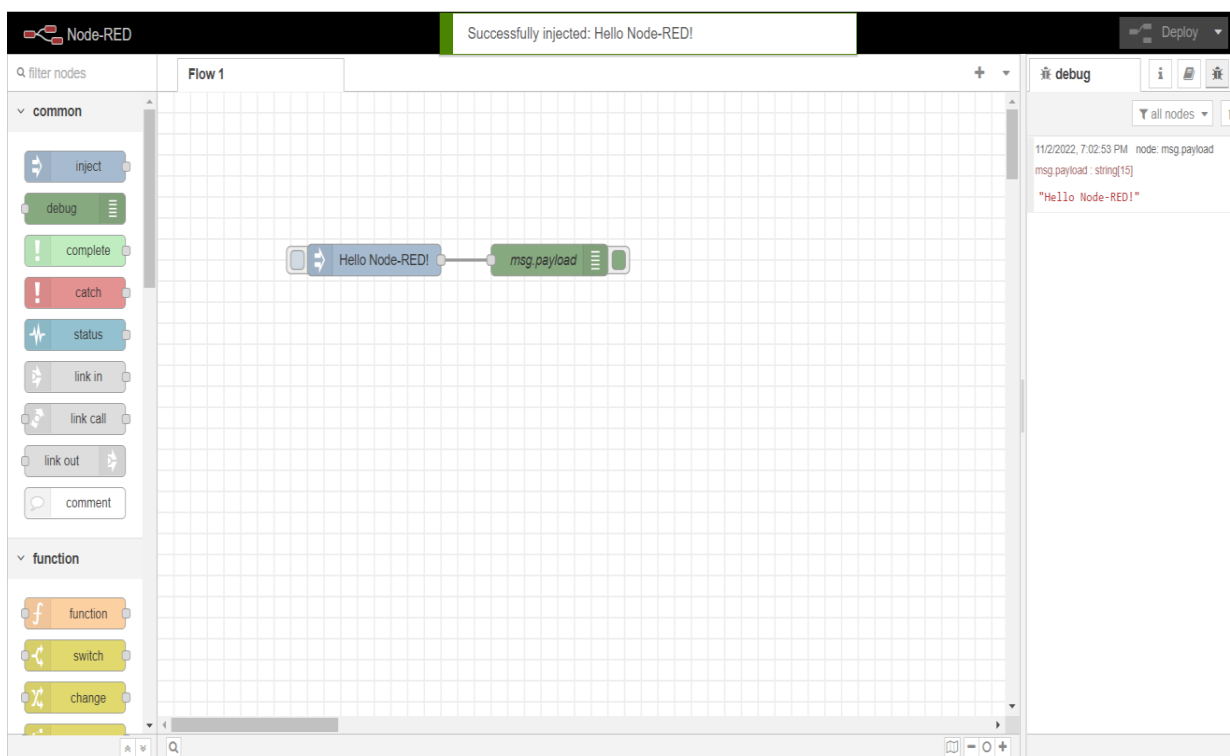 Node-RED
Successfully injected: Hello Node-RED!
Deploy
filter nodes
common
inject
debug
complete
catch
status
link in
link call
link out
comment
function
function
switch
change
Flow 1
Hello Node-RED!
msg.payload
debug
i
all nodes
11/2/2022, 7:02:53 PM node: msg.payload
msg.payload : string[15]
"Hello Node-RED!"